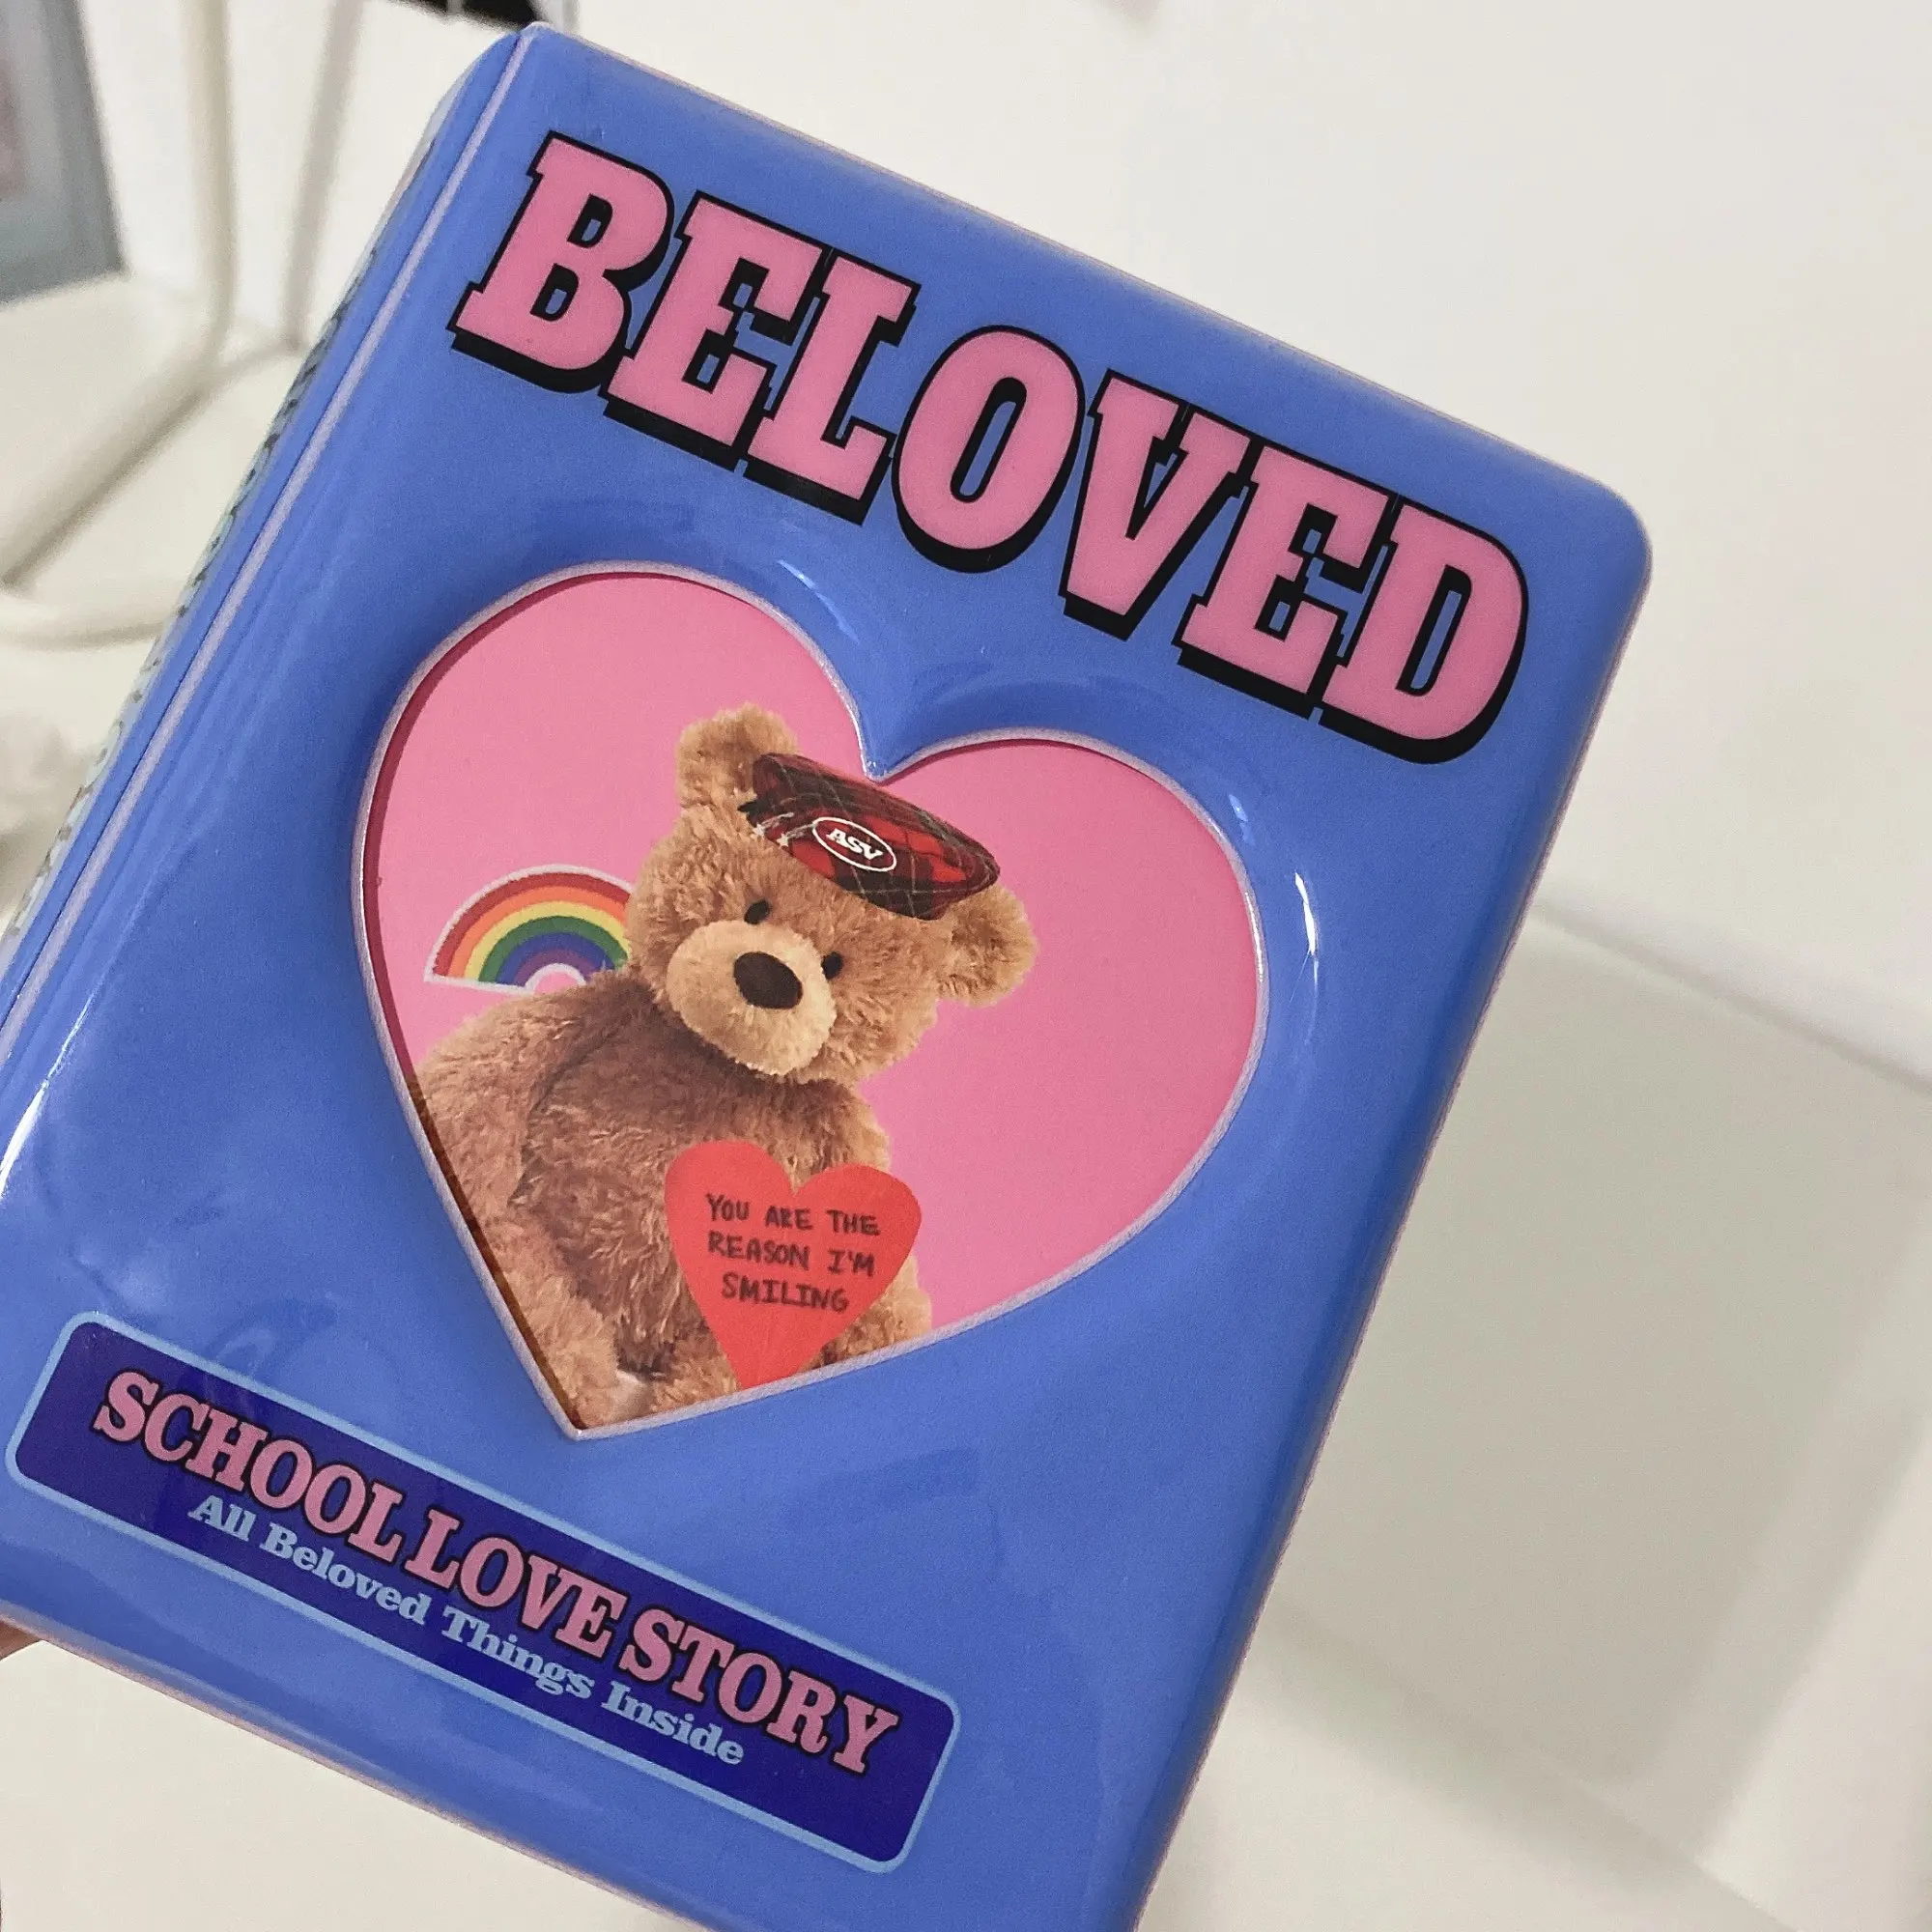 BELOVED
ASV
YOU ARE THE
REASON I'M
SMILING
SCHOOL LOVE STORY
All Beloved Things Inside